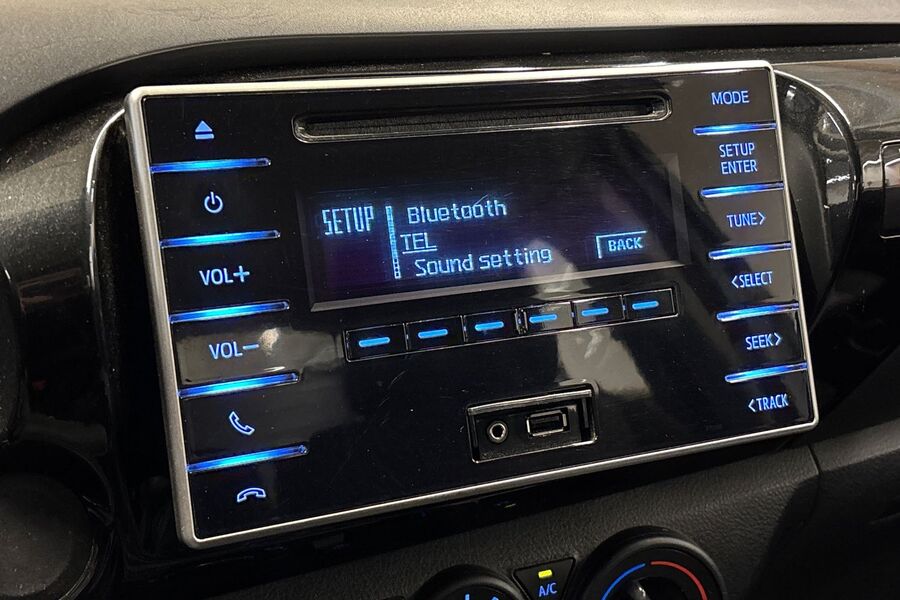 VOL+
VOL−
SETUP
Bluetooth
TEL
Sound setting
BACK
MODE
SETUP
ENTER
TUNE>
<SELECT
SEEK>
<TRACK
A/C